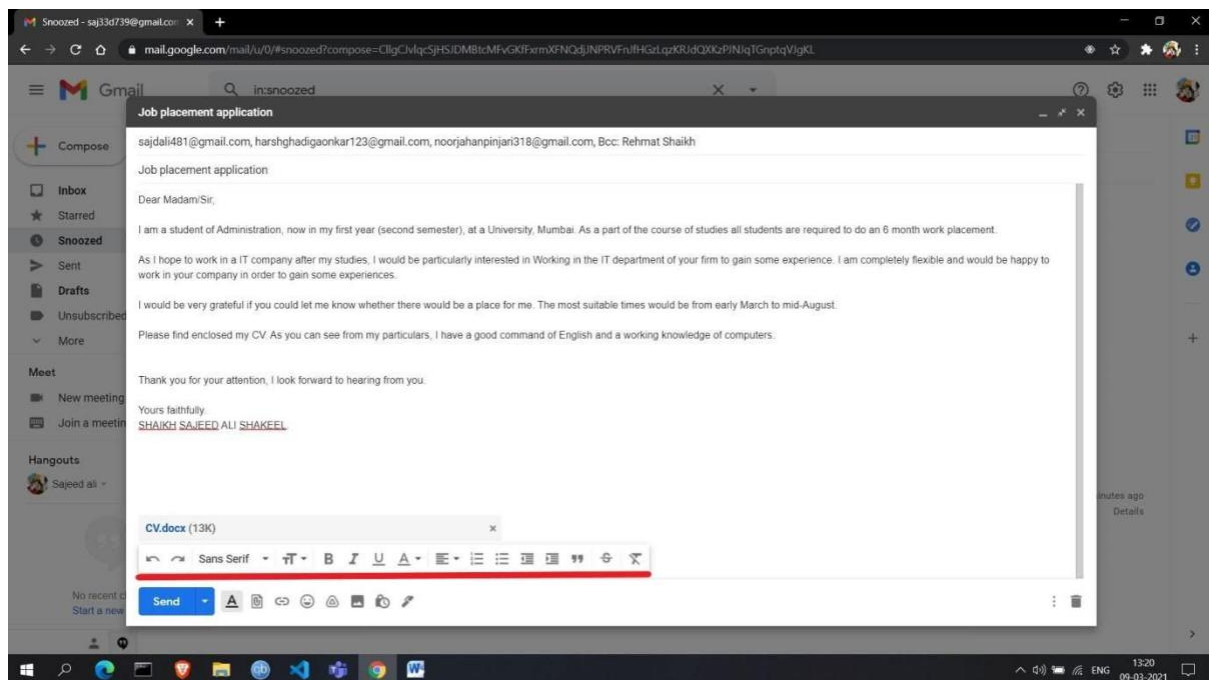 Snoozed - saj33d739@gmail.com
mail.google.com/mail/u/0/#snoozed?compose=
Gmail
in:snoozed
Job placement application
Compose
sajdali481@gmail.com, harshghadigaonkar123@gmail.com, noorjahanpinjari318@gmail.com, Bcc: Rehmat Shaikh
Job placement application
Inbox
Starred
Snoozed
Sent
Drafts
Unsubscribed
More
Meet
New meeting
Join a meetin
Hangouts
Sajeed ali
No recent c
Start a new
Dear Madam/Sir,
I am a student of Administration, now in my first year (second semester), at a University, Mumbai. As a part of the course of studies all students are required to do an 6 month work placement.
As I hope to work in a IT company after my studies, I would be particularly interested in Working in the IT department of your firm to gain some experience. I am completely flexible and would be happy to
work in your company in order to gain some experiences.
I would be very grateful if you could let me know whether there would be a place for me. The most suitable times would be from early March to mid-August.
Please find enclosed my CV. As you can see from my particulars, I have a good command of English and a working knowledge of computers.
Thank you for your attention, I look forward to hearing from you.
Yours faithfully.
SHAIKH SAJEED ALI SHAKEEL
CV.docx (13K)
Sans Serif
Send
inutes ago
Details
ENG
13:20
09-03-2021